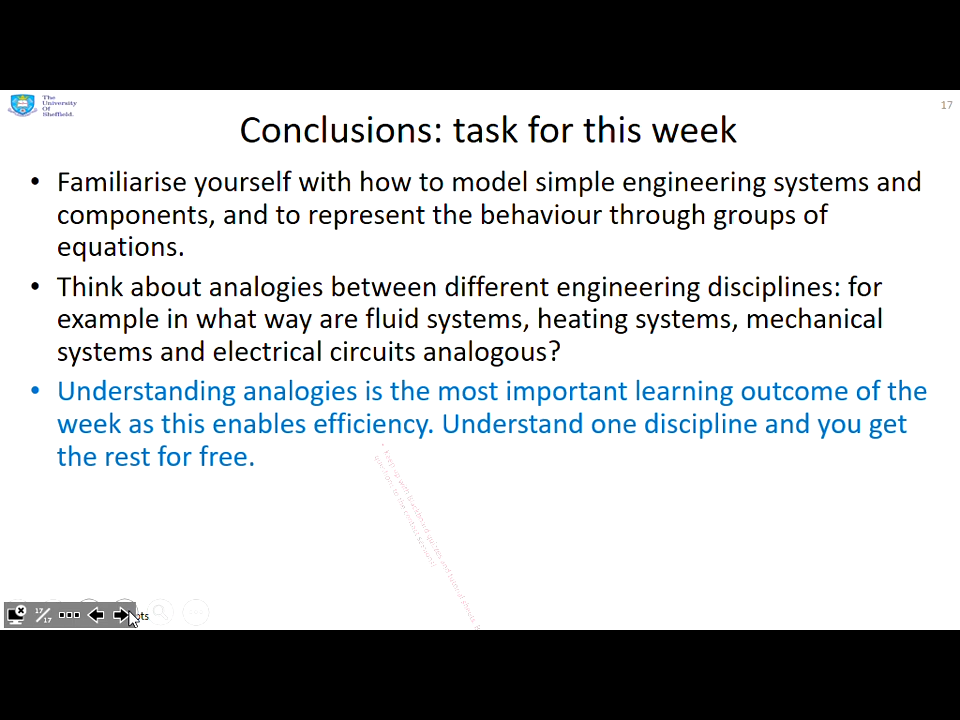 The
University
Of
Sheffield.
17
Conclusions: task for this week
• Familiarise yourself with how to model simple engineering systems and
components, and to represent the behaviour through groups of
equations.
• Think about analogies between different engineering disciplines: for
example in what way are fluid systems, heating systems, mechanical
systems and electrical circuits analogous?
• Understanding analogies is the most important learning outcome of the
week as this enables efficiency. Understand one discipline and you get
the rest for free.
17/17